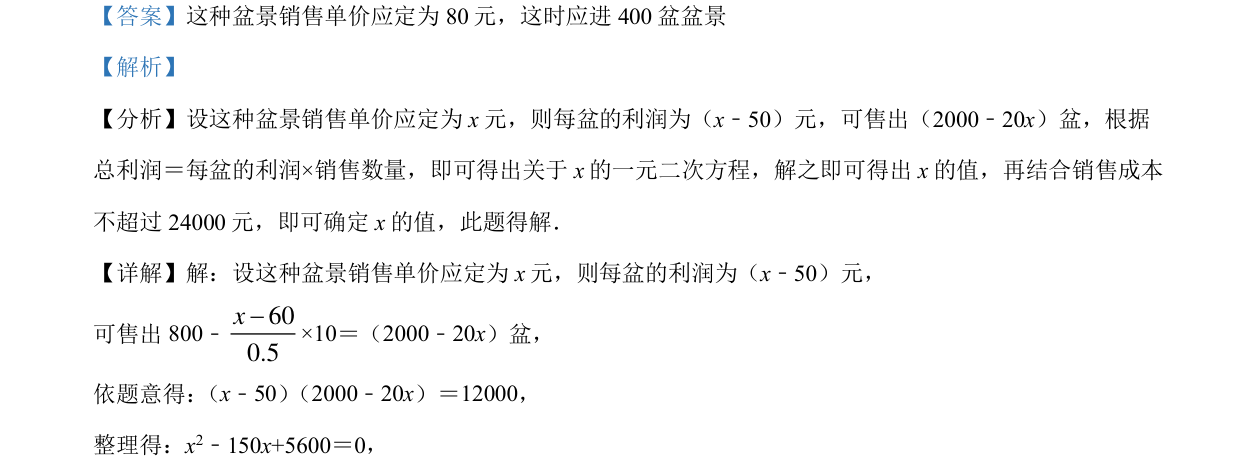 【答案】这种盆景销售单价应定为 80 元，这时应进 400 盆盆景
【解析】
【分析】设这种盆景销售单价应定为 x 元，则每盆的利润为（x﹣50）元，可售出（2000﹣20x）盆，根据
总利润＝每盆的利润×销售数量，即可得出关于 x 的一元二次方程，解之即可得出 x 的值，再结合销售成本
不超过 24000 元，即可确定 x 的值，此题得解．
【详解】解：设这种盆景销售单价应定为 x 元，则每盆的利润为（x﹣50）元，
可售出 800﹣$\frac{x-60}{0.5}$×10＝（2000﹣20x）盆，
依题意得：（x﹣50）（2000﹣20x）＝12000，
整理得：x²﹣150x+5600＝0，